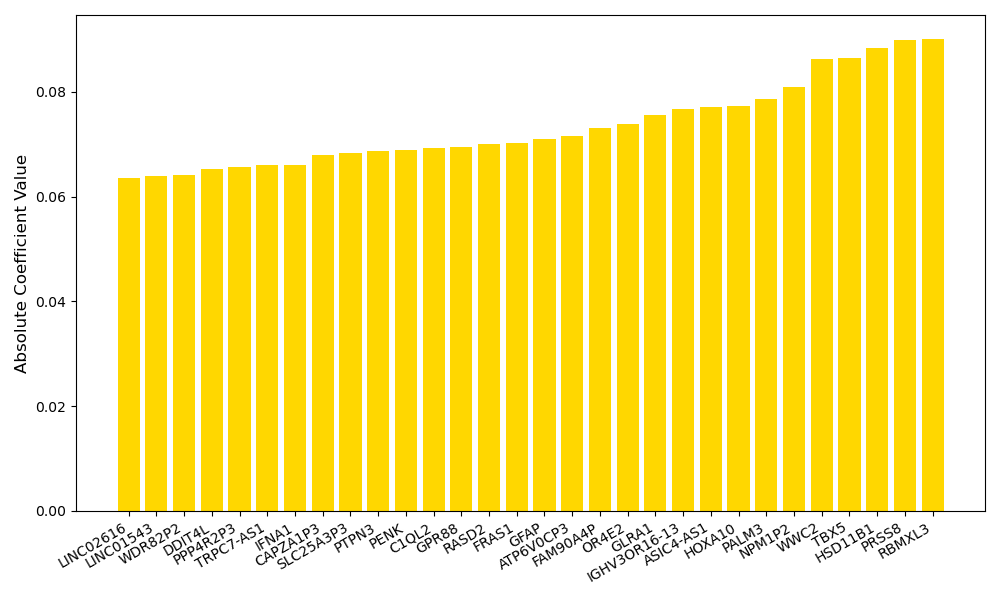 Absolute Coefficient Value
0.08
0.06
0.04
0.02
0.00
LINC02616
LINC01543
WDR82P2
DDIT4L
PPP4R2P3
TRPC7-AS1
IFNA1
CAPZA1P3
SLC25A3P3
PTPN3
PENK
C1QL2
GPR88
RASD2
FRAS1
GFAP
ATP6V0CP3
FAM90A4P
OR4E2
GLRA1
IGHV3OR16-13
ASIC4-AS1
HOXA10
PALM3
NPM1P2
WWC2
TBX5
HSD11B1
PRSS8
RBMXL3